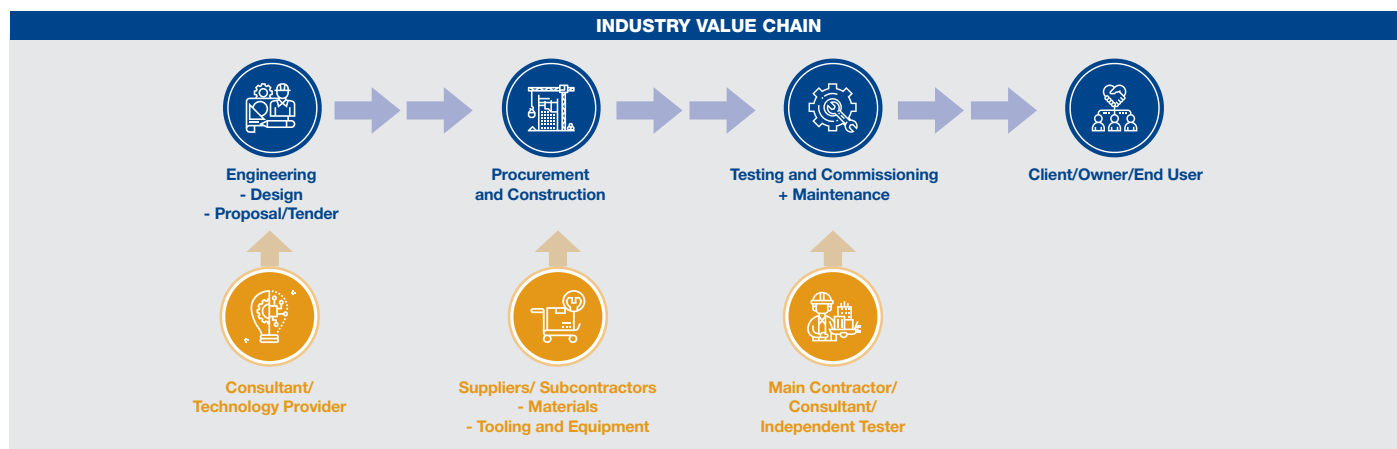 INDUSTRY VALUE CHAIN
Engineering
- Design
- Proposal/Tender
Procurement
and Construction
Testing and Commissioning
+ Maintenance
Client/Owner/End User
Consultant/
Technology Provider
Suppliers/ Subcontractors
- Materials
- Tooling and Equipment
Main Contractor/
Consultant/
Independent Tester